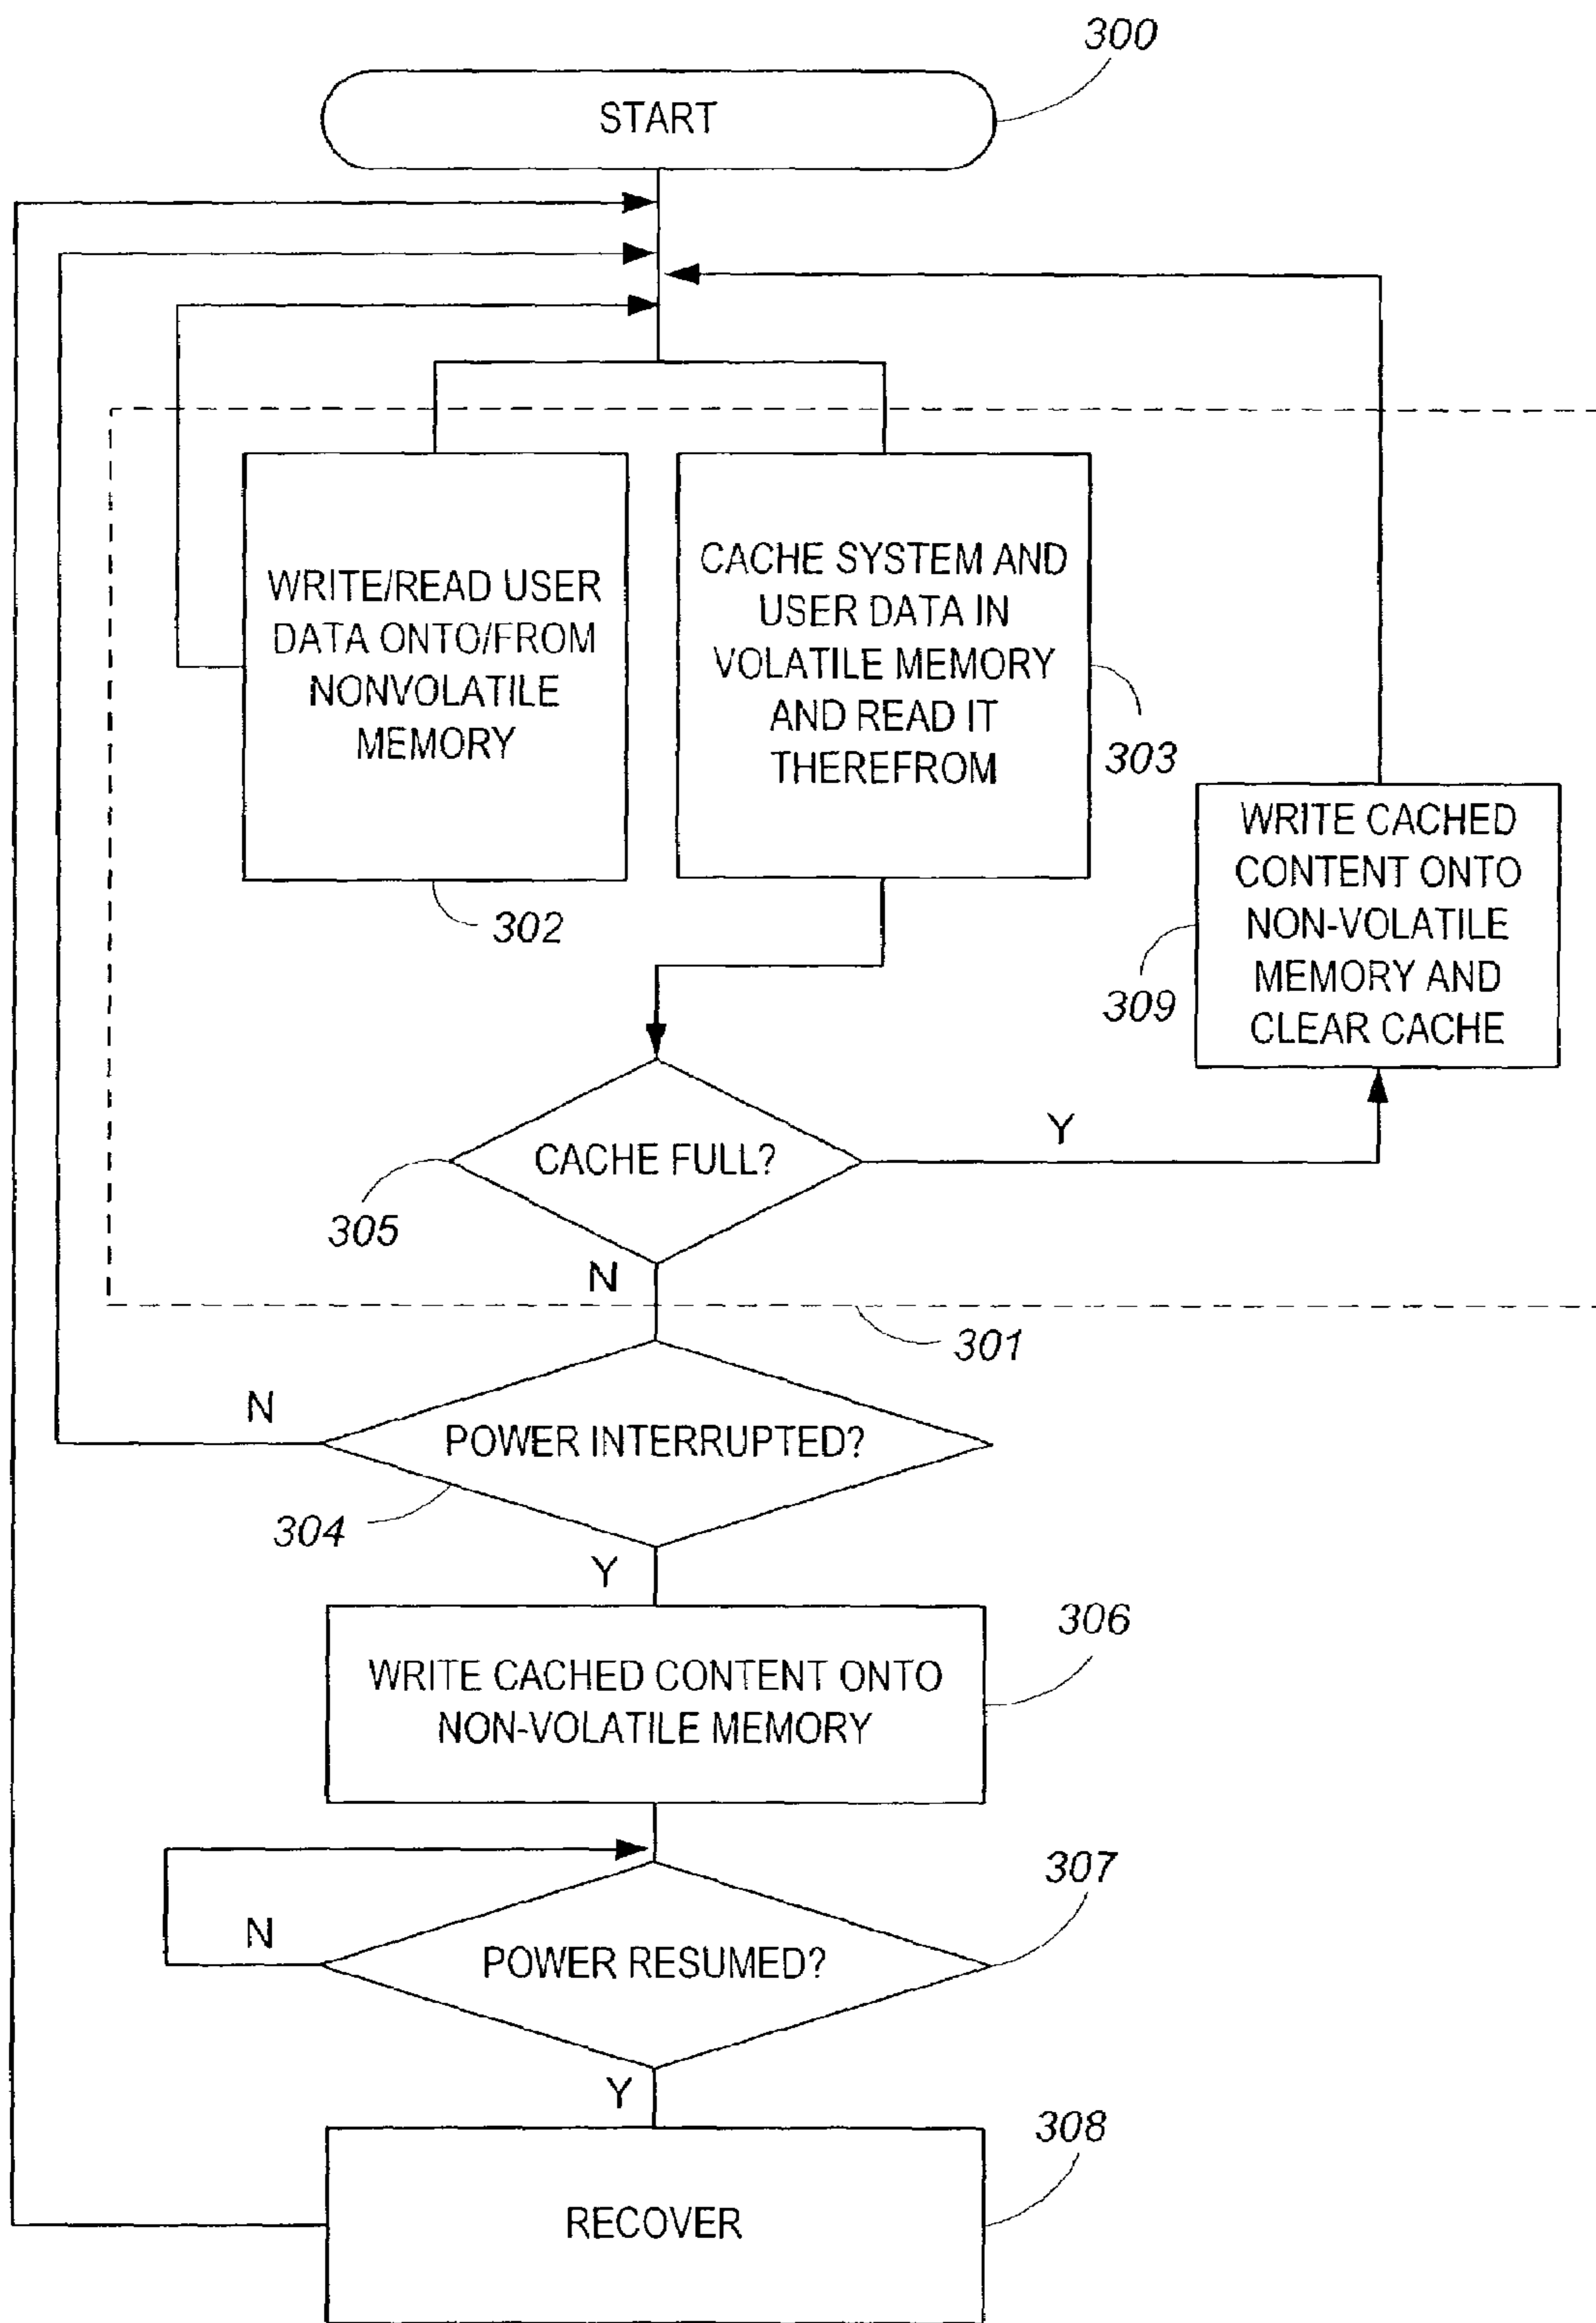 300
START
WRITE/READ USER
DATA ONTO/FROM
NONVOLATILE
MEMORY
302
CACHE SYSTEM AND
USER DATA IN
VOLATILE MEMORY
AND READ IT
THEREFROM
303
WRITE CACHED
CONTENT ONTO
NON-VOLATILE
MEMORY AND
CLEAR CACHE
309
CACHE FULL?
Y
305
N
301
POWER INTERRUPTED?
N
304
Y
306
WRITE CACHED CONTENT ONTO
NON-VOLATILE MEMORY
307
N
POWER RESUMED?
Y
308
RECOVER